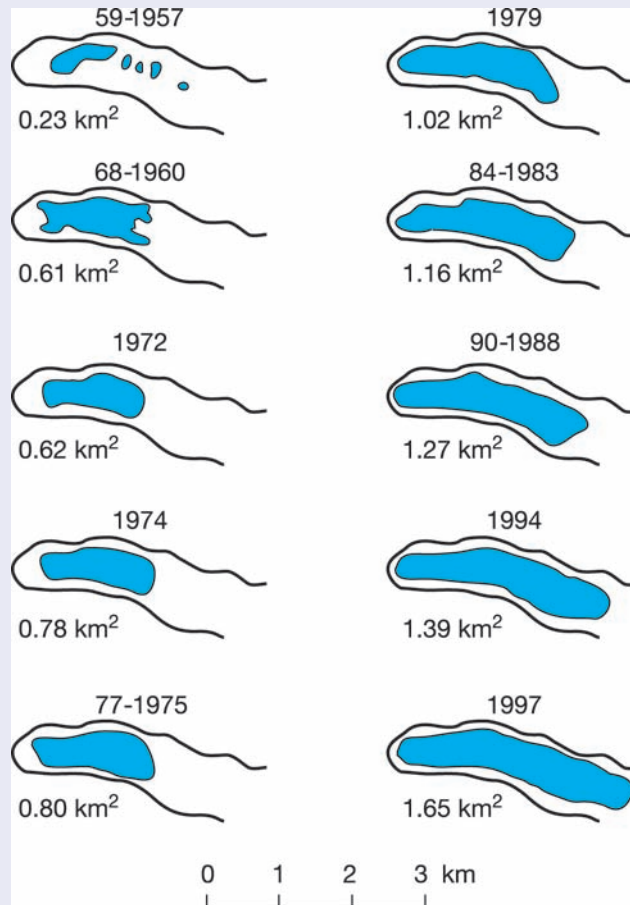 59-1957
0.23 km²
68-1960
0.61 km²
1972
0.62 km²
1974
0.78 km²
77-1975
0.80 km²
1979
1.02 km²
84-1983
1.16 km²
90-1988
1.27 km²
1994
1.39 km²
1997
1.65 km²
0 1 2 3 km